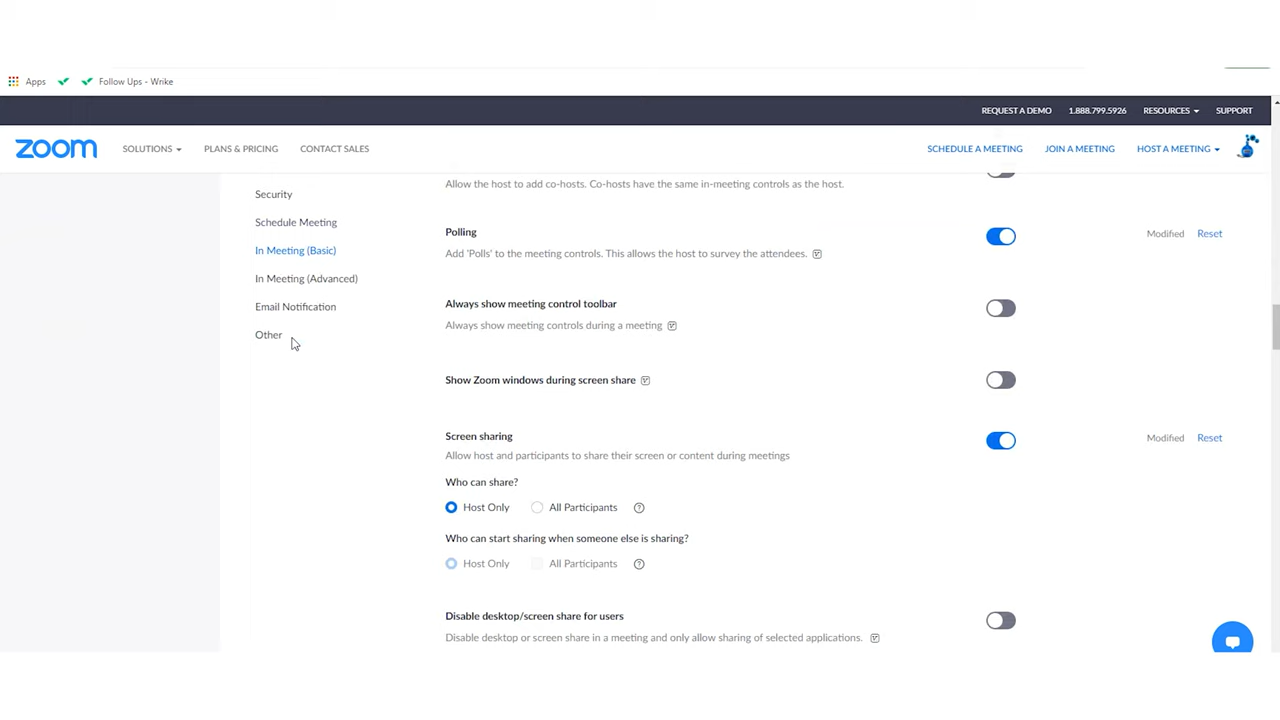 Apps Follow Ups - Wrike
REQUEST A DEMO 1.888.799.5926 RESOURCES SUPPORT
zoom SOLUTIONS PLANS & PRICING CONTACT SALES SCHEDULE A MEETING JOIN A MEETING HOST A MEETING
Security
Schedule Meeting
In Meeting (Basic)
In Meeting (Advanced)
Email Notification
Other
Allow the host to add co-hosts. Co-hosts have the same in-meeting controls as the host.
Polling
Modified Reset
Add 'Polls' to the meeting controls. This allows the host to survey the attendees.
Always show meeting control toolbar
Always show meeting controls during a meeting
Show Zoom windows during screen share
Screen sharing
Modified Reset
Allow host and participants to share their screen or content during meetings
Who can share?
Host Only All Participants
Who can start sharing when someone else is sharing?
Host Only All Participants
Disable desktop/screen share for users
Disable desktop or screen share in a meeting and only allow sharing of selected applications.